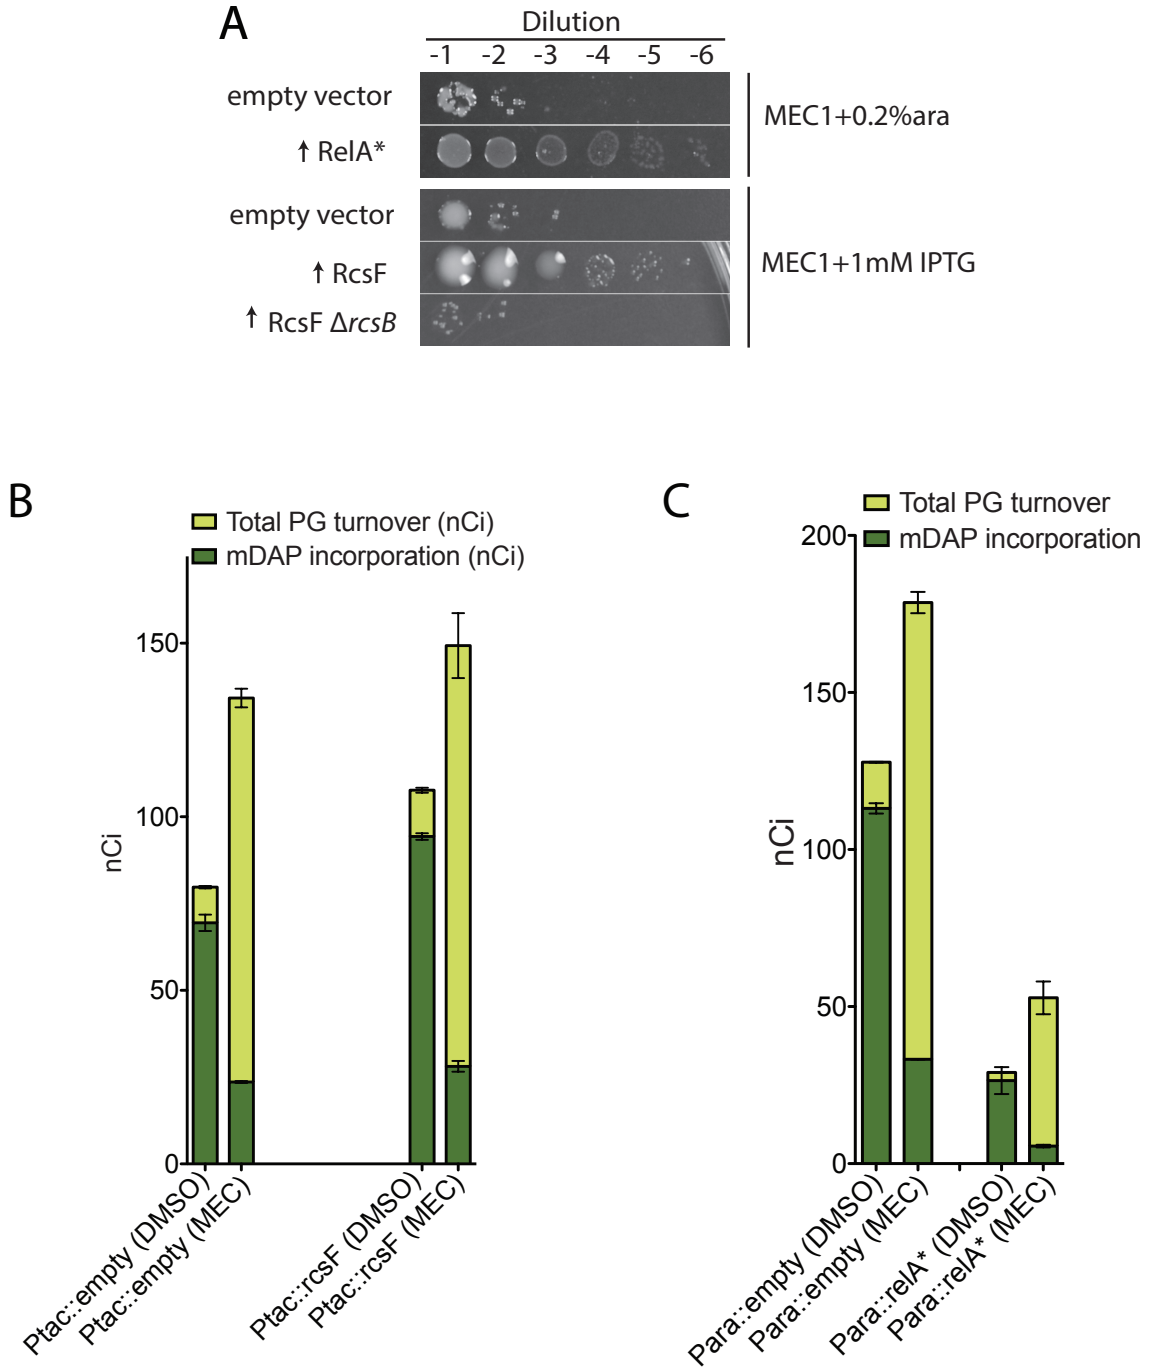 A
Dilution
-1 -2 -3 -4 -5 -6
empty vector
↑ RelA*
MEC1+0.2%ara
empty vector
↑ RcsF
↑ RcsF ΔrcsB
MEC1+1mM IPTG
B
Total PG turnover (nCi)
mDAP incorporation (nCi)
nCi
150
100
50
0
Ptac::empty (DMSO)
Ptac::empty (MEC)
Ptac::rcsF (DMSO)
Ptac::rcsF (MEC)
C
Total PG turnover
mDAP incorporation
nCi
200
150
100
50
0
Para::empty (DMSO)
Para::empty (MEC)
Para::relA* (DMSO)
Para::relA* (MEC)